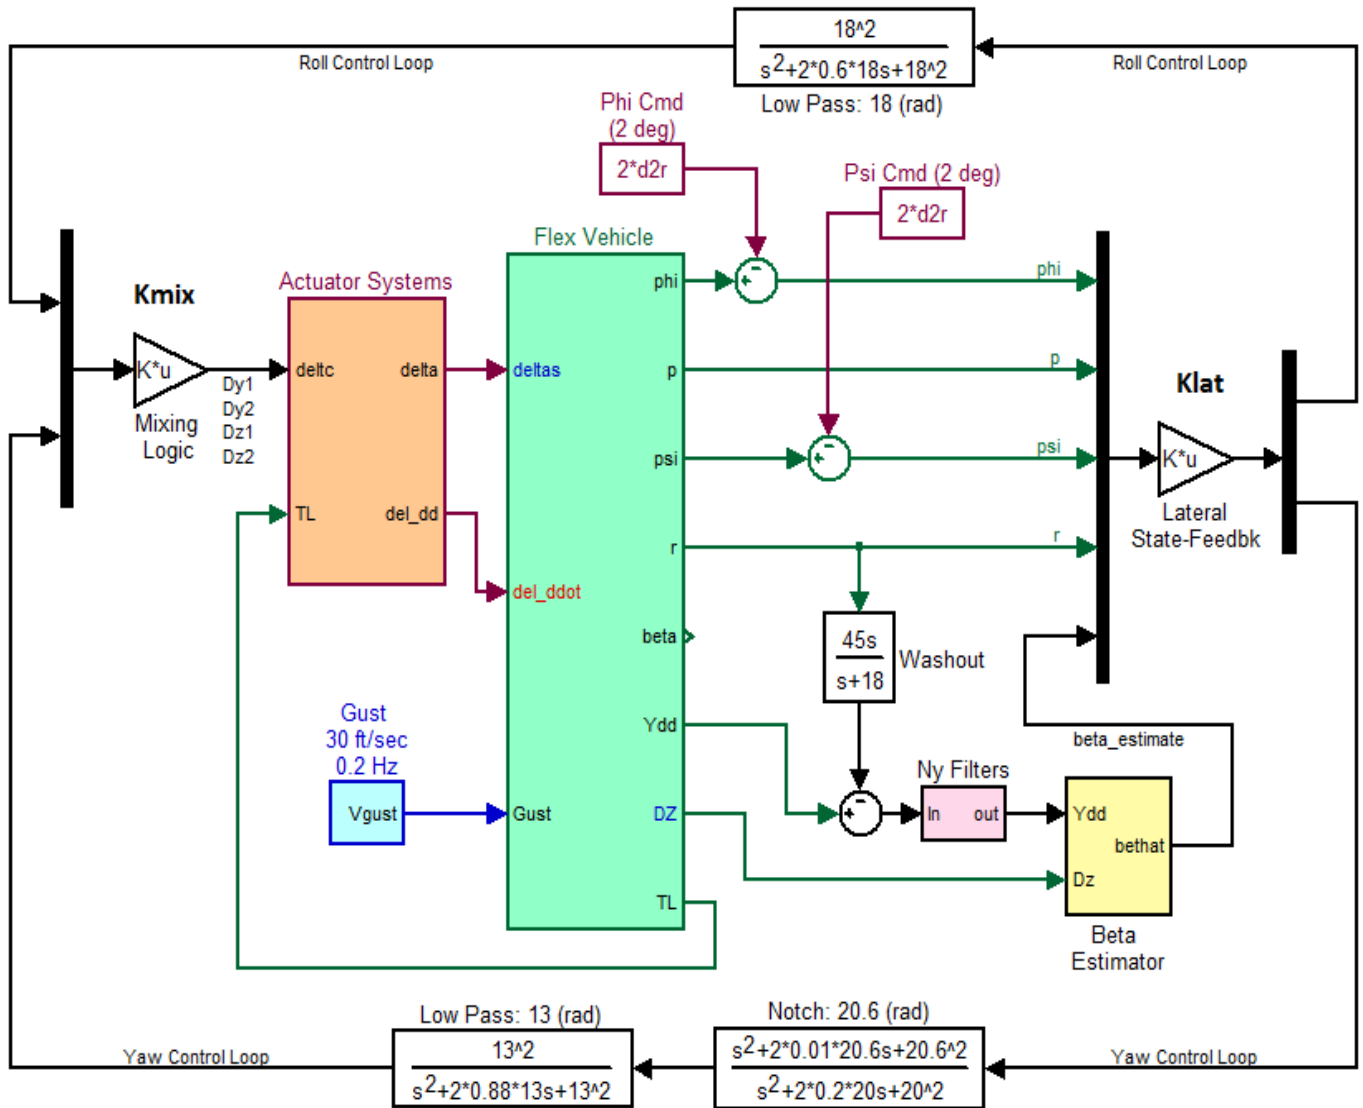 18^2
s2+2*0.6*18s+18^2
Low Pass: 18 (rad)
Roll Control Loop
Roll Control Loop
Phi Cmd
(2 deg)
2*d2r
Psi Cmd (2 deg)
2*d2r
Flex Vehicle
Actuator Systems
Kmix
K*u
Mixing
Logic
Dy1
Dy2
Dz1
Dz2
deltc
delta
TL
del_dd
deltas
del_ddot
Gust
phi
p
psi
r
beta
Ydd
DZ
TL
phi
p
psi
r
Klat
K*u
Lateral
State-Feedbk
45s
s+18
Washout
Gust
30 ft/sec
0.2 Hz
Vgust
Ny Filters
In
out
beta_estimate
Ydd
bethat
Dz
Beta
Estimator
Low Pass: 13 (rad)
13^2
s2+2*0.88*13s+13^2
Notch: 20.6 (rad)
s2+2*0.01*20.6s+20.6^2
s2+2*0.2*20s+20^2
Yaw Control Loop
Yaw Control Loop